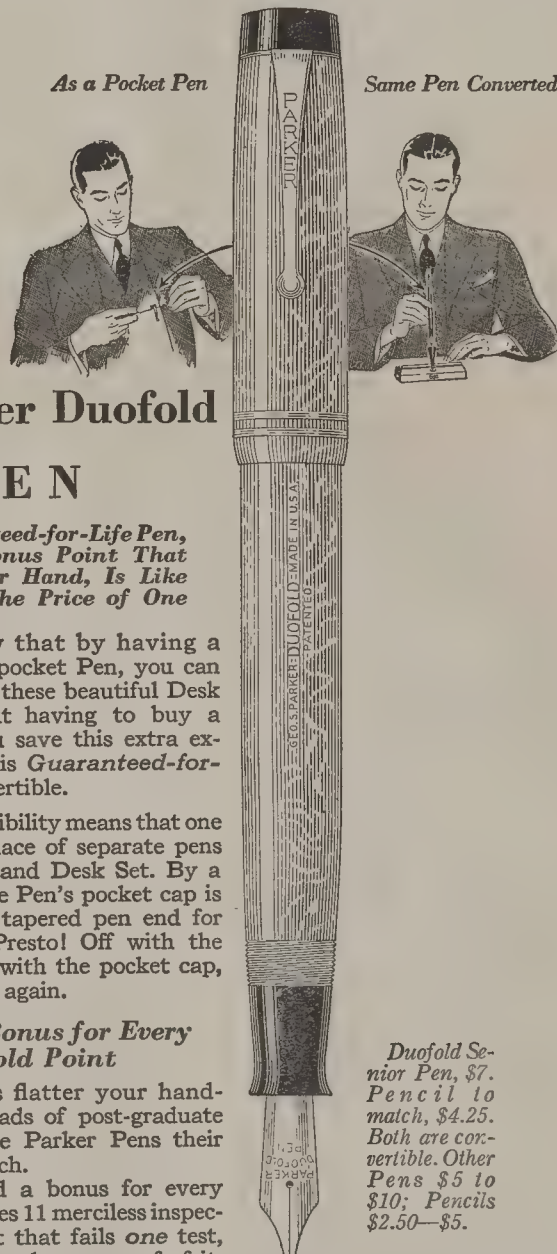 As a Pocket Pen
Same Pen Converted
PARKER
er Duofold
EN
eed-for-Life Pen,
onus Point That
r Hand, Is Like
he Price of One
y that by having a
pocket Pen, you can
these beautiful Desk
t having to buy a
u save this extra ex-
is Guaranteed-for-
ertible.
ibility means that one
lace of separate pens
and Desk Set. By a
e Pen's pocket cap is
tapered pen end for
Presto! Off with the
with the pocket cap,
again.
onus for Every
old Point
s flatter your hand-
ads of post-graduate
e Parker Pens their
ch.
d a bonus for every
es 11 merciless inspec-
t that fails one test,
GEO. S. PARKER-DUOFOLD-MADE IN U.S.A.
PATENTED
PARKER
DUOFOLD
PEN
Duofold Se-
nior Pen, $7.
Pencil to
match, $4.25.
Both are con-
vertible. Other
Pens $5 to
$10; Pencils
$2.50—$5.